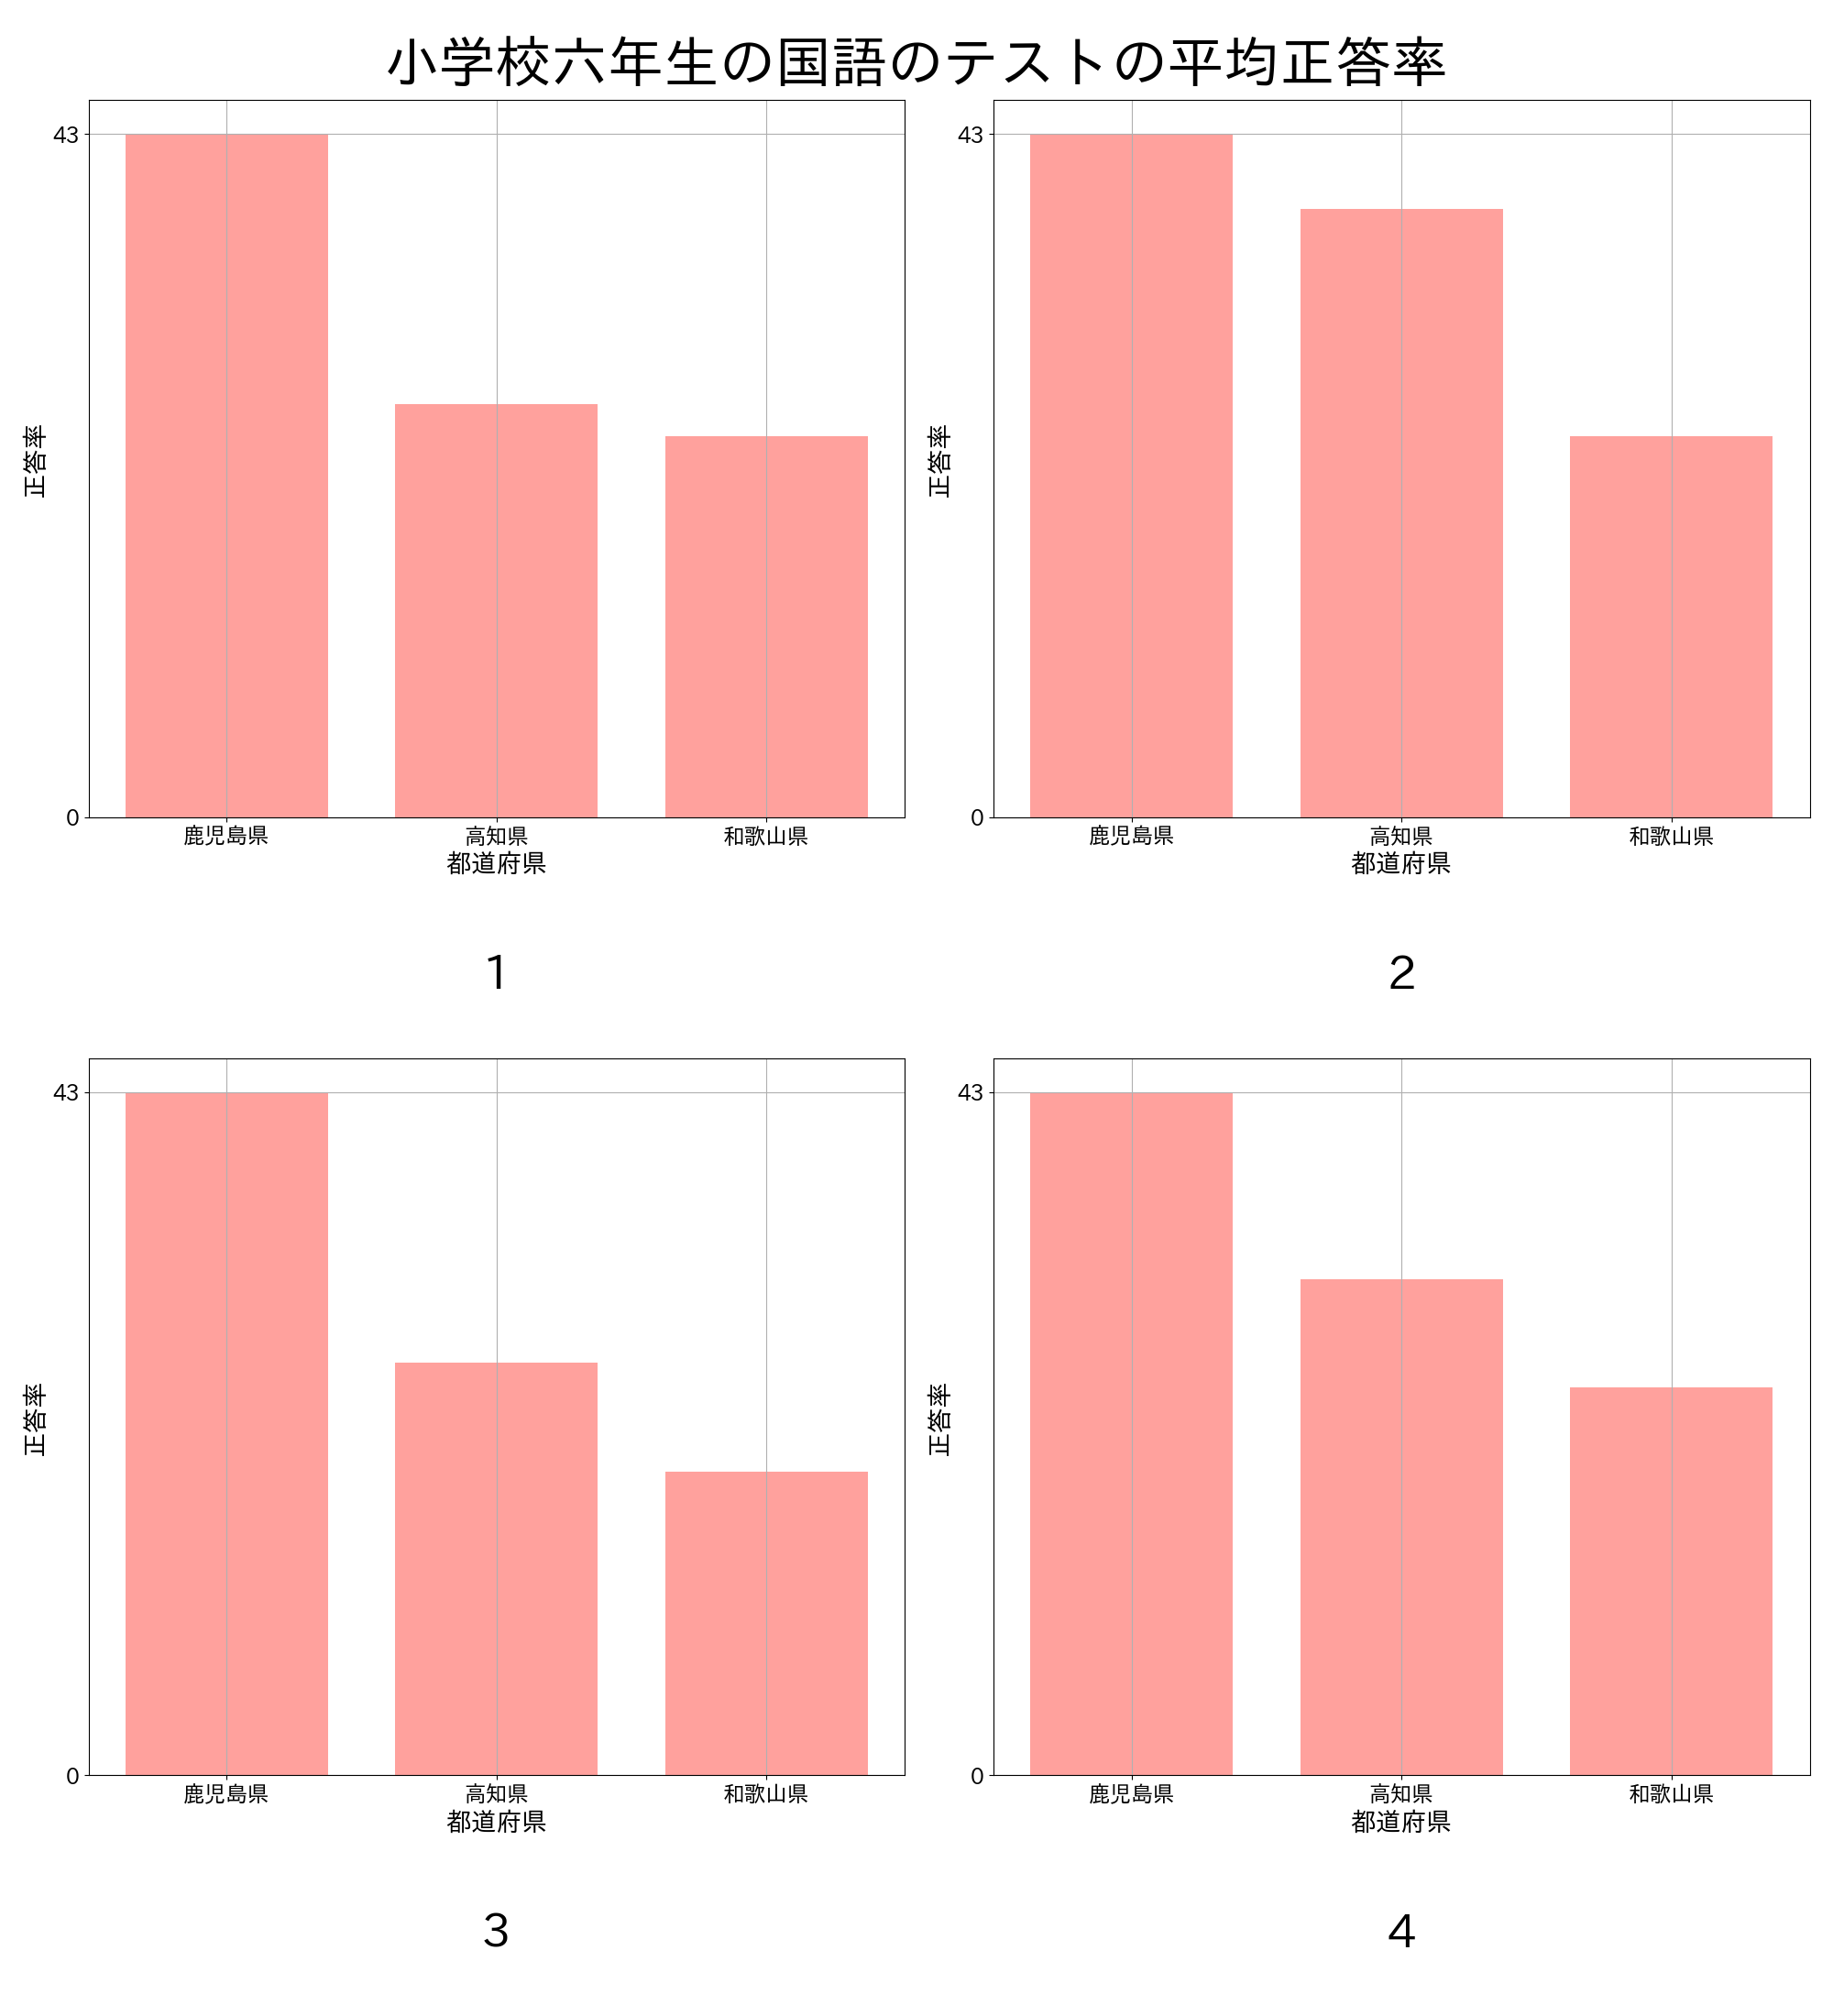 小学校六年生の国語のテストの平均正答率
43
0
正答率
鹿児島県 高知県 和歌山県
都道府県
1
43
0
正答率
鹿児島県 高知県 和歌山県
都道府県
2
43
0
正答率
鹿児島県 高知県 和歌山県
都道府県
3
43
0
正答率
鹿児島県 高知県 和歌山県
都道府県
4